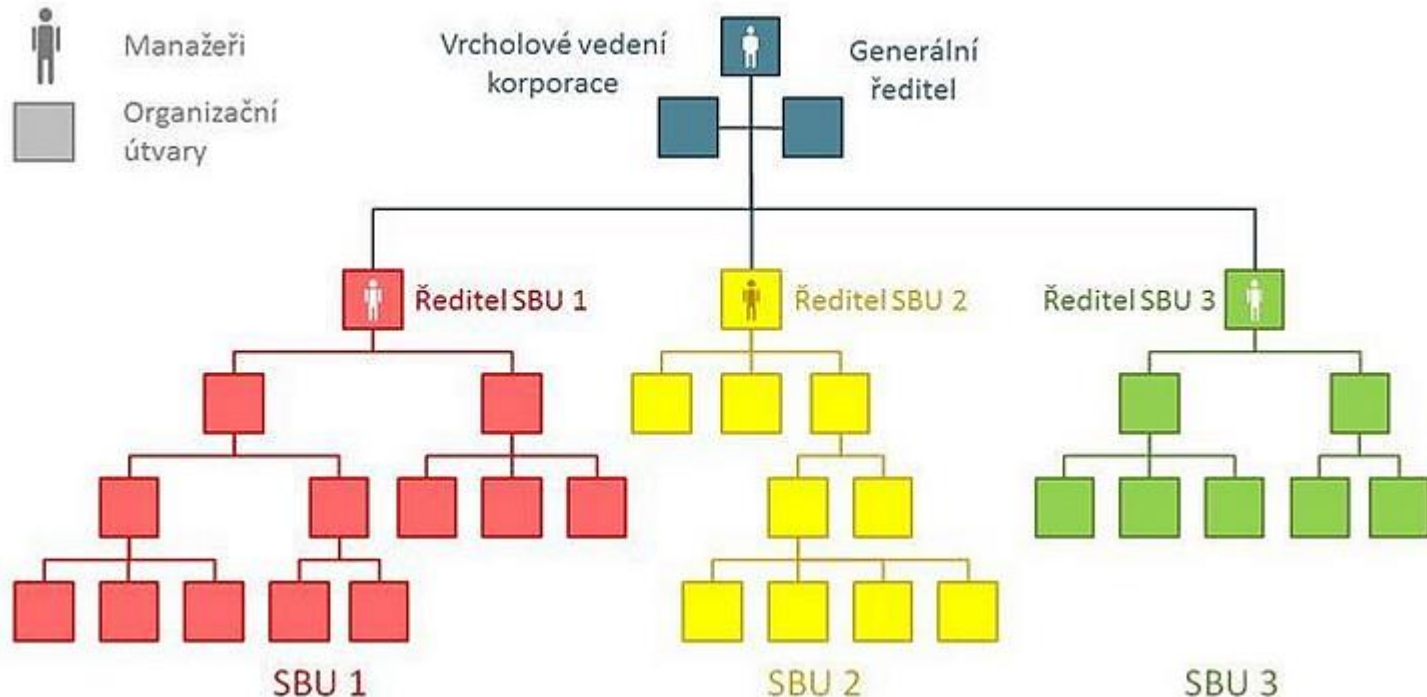 Manažeři
Organizační
útvary
Vrcholové vedení
korporace
Generální
ředitel
Ředitel SBU 1
Ředitel SBU 2
Ředitel SBU 3
SBU 1
SBU 2
SBU 3